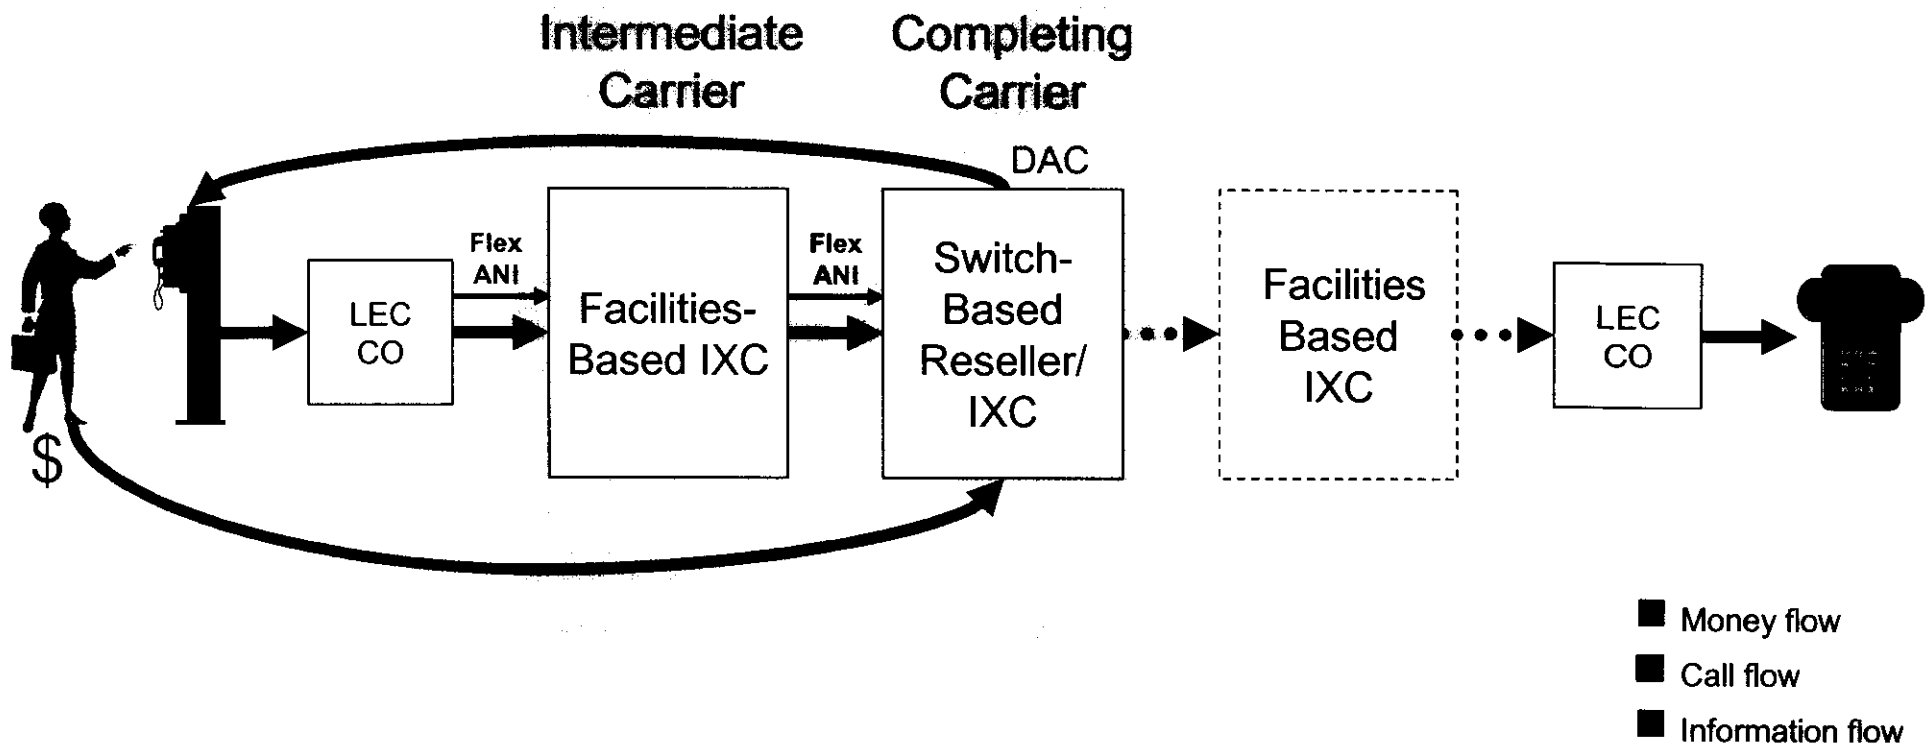 Intermediate
Carrier
Completing
Carrier
DAC
Flex
ANI
Flex
ANI
LEC
CO
Facilities-
Based IXC
Switch-
Based
Reseller/
IXC
Facilities
Based
IXC
LEC
CO
$
Money flow
Call flow
Information flow